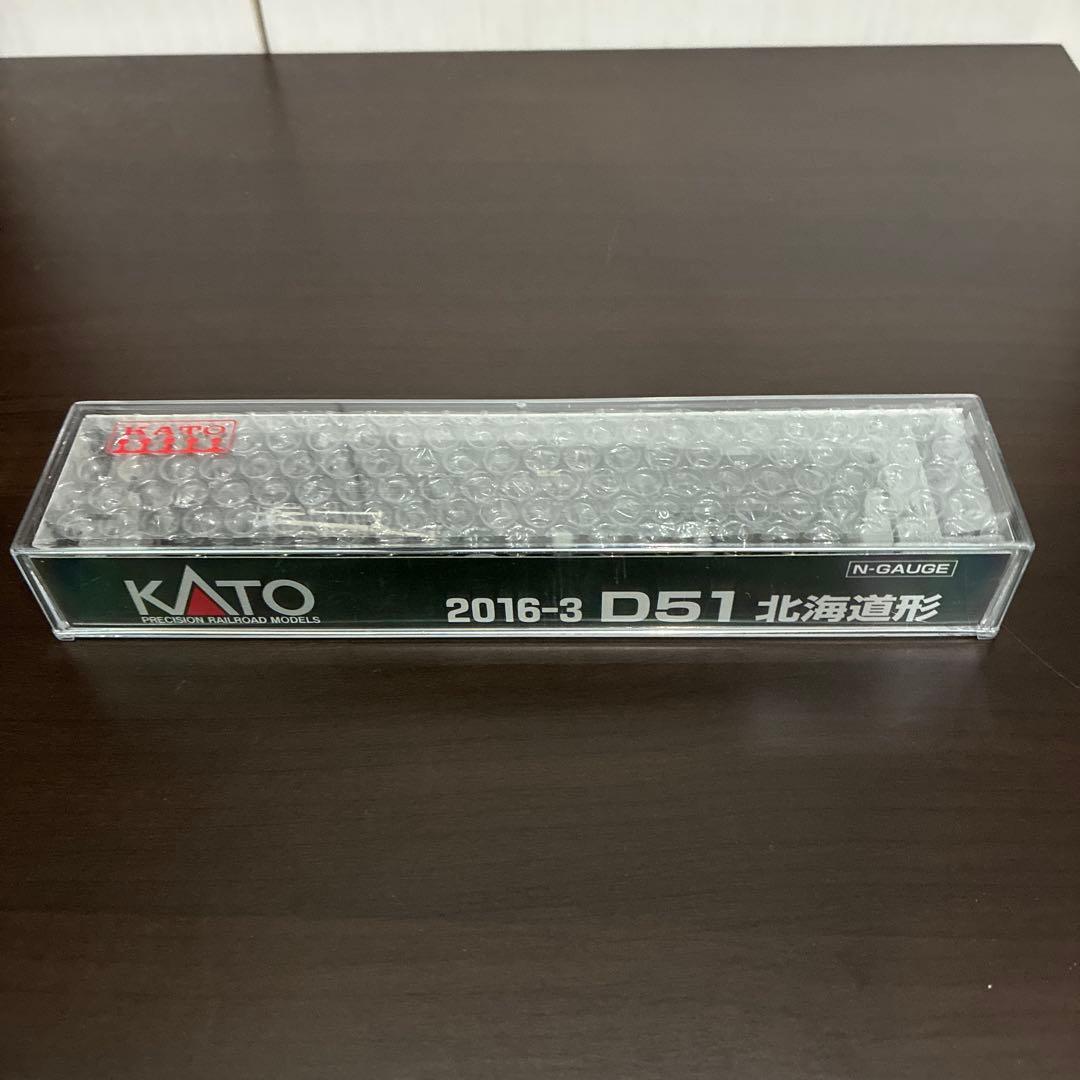 KATO
KATO
PRECISION RAILROAD MODELS
N-GAUGE
2016-3 D51 北海道形